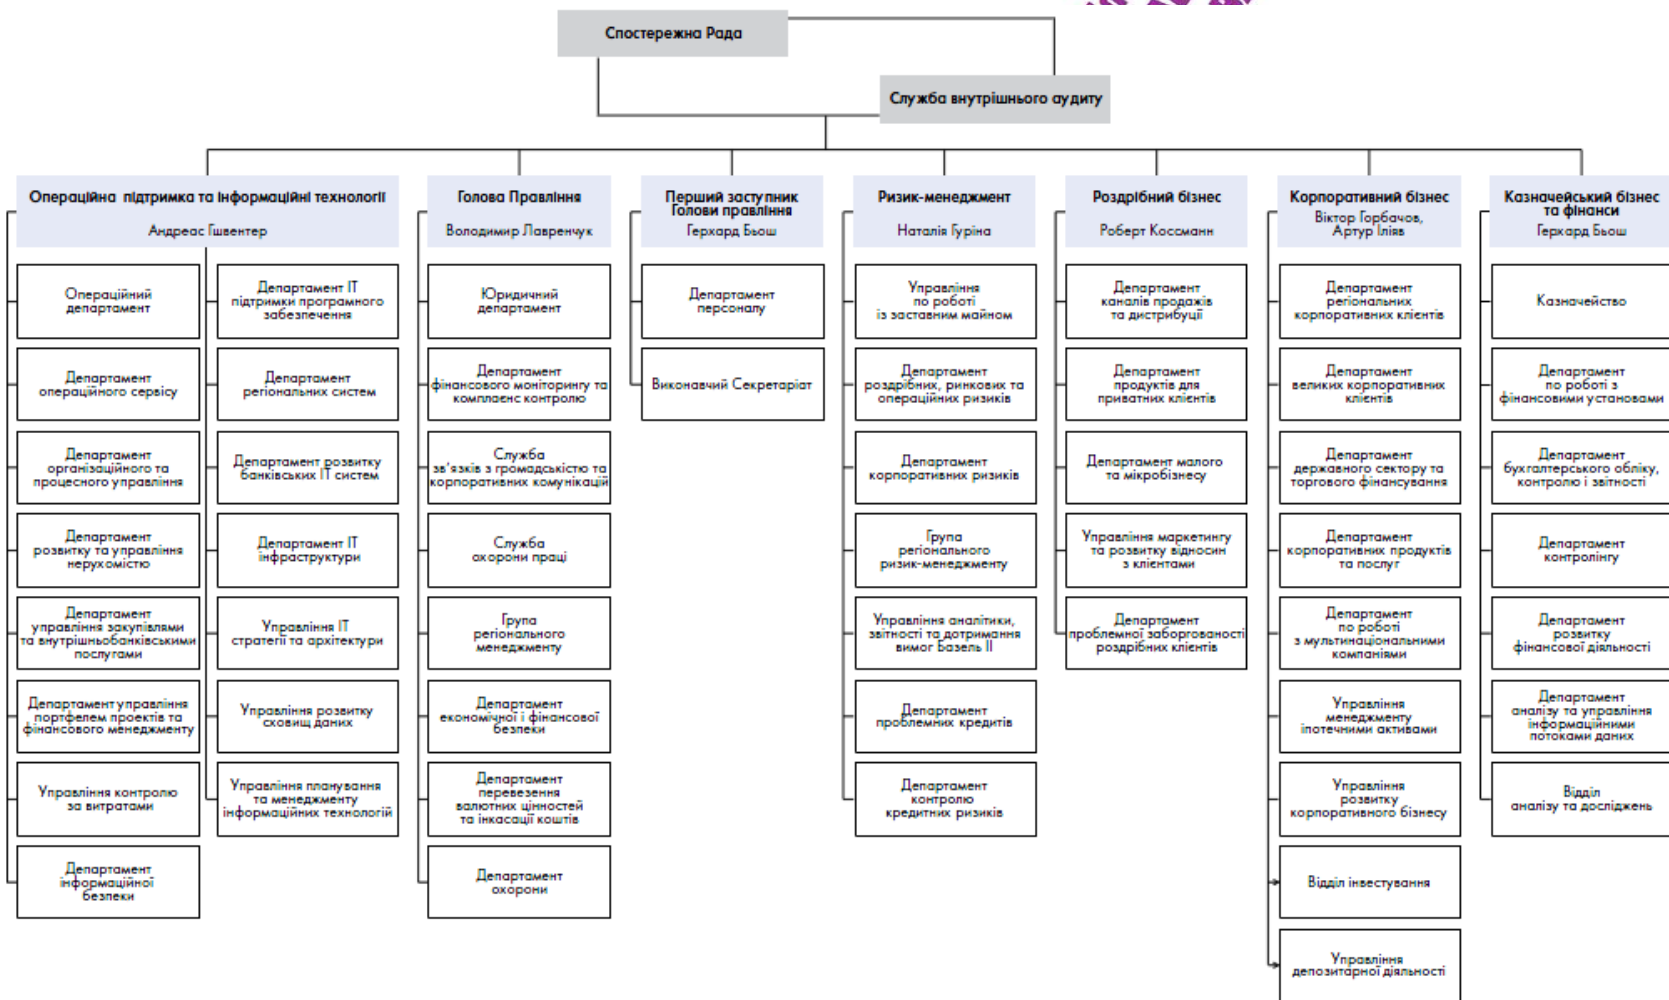 Спостережна Рада
Служба внутрішнього аудиту
Операційна підтримка та інформаційні технології
Андреас Гшвентер
Операційний
департамент
Департамент
операційного сервісу
Департамент
організаційного та
процесного управління
Департамент
розвитку та управління
нерухомістю
Департамент
управління закупівлями
та внутрішньобанківськими
послугами
Департамент управління
портфелем проектів та
фінансового менеджменту
Управління контролю
за витратами
Департамент
інформаційної
безпеки
Департамент ІТ
підтримки програмного
забезпечення
Департамент
регіональних систем
Департамент розвитку
банківських ІТ систем
Департамент ІТ
інфраструктури
Управління ІТ
стратегії та архітектури
Управління розвитку
сховищ даних
Управління планування
та менеджменту
інформаційних технологій
Голова Правління
Володимир Лавренчук
Юридичний
департамент
Департамент
фінансового моніторингу та
комплаєнс контролю
Служба
зв'язків з громадськістю та
корпоративних комунікацій
Служба
охорони праці
Група
регіонального
менеджменту
Департамент
економічної і фінансової
безпеки
Департамент
перевезення
валютних цінностей
та інкасації коштів
Департамент
охорони
Перший заступник
Голови правління
Герхард Бьош
Департамент
персоналу
Виконавчий Секретаріат
Ризик-менеджмент
Наталія Гуріна
Управління
по роботі
із заставним майном
Департамент
роздрібних, ринкових та
операційних ризиків
Департамент
корпоративних ризиків
Група
регіонального
ризик-менеджменту
Управління аналітики,
звітності та дотримання
вимог Базель ІІ
Департамент
проблемних кредитів
Департамент
контролю
кредитних ризиків
Роздрібний бізнес
Роберт Коссманн
Департамент
каналів продажів
та дистрибуції
Департамент
продуктів для
приватних клієнтів
Департамент малого
та мікробізнесу
Управління маркетингу
та розвитку відносин
з клієнтами
Департамент
проблемної заборгованості
роздрібних клієнтів
Корпоративний бізнес
Віктор Горбачов,
Артур Іліяв
Департамент
регіональних
корпоративних клієнтів
Департамент
великих корпоративних
клієнтів
Департамент
державного сектору та
торгового фінансування
Департамент
корпоративних продуктів
та послуг
Департамент
по роботі
з мультинаціональними
компаніями
Управління
менеджменту
іпотечними активами
Управління
розвитку
корпоративного бізнесу
Відділ інвестування
Управління
депозитарної діяльності
Казначейський бізнес
та фінанси
Герхард Бьош
Казначейство
Департамент
по роботі з
фінансовими установами
Департамент
бухгалтерського обліку,
контролю і звітності
Департамент
контролінгу
Департамент
розвитку
фінансової діяльності
Департамент
аналізу та управління
інформаційними
потоками даних
Відділ
аналізу та досліджень